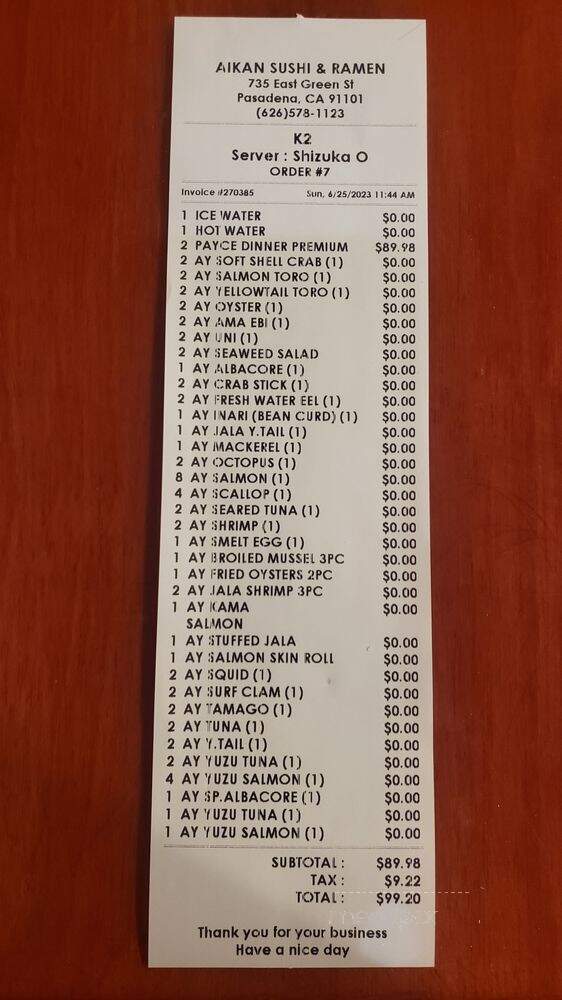 AIKAN SUSHI & RAMEN
735 East Green St
Pasadena, CA 91101
(626)578-1123
K2
Server : Shizuka O
ORDER #7
Invoice #270385 Sun, 6/25/2023 11:44 AM
1 ICE WATER $0.00
1 HOT WATER $0.00
2 PAYCE DINNER PREMIUM $89.98
2 AY SOFT SHELL CRAB (1) $0.00
2 AY SALMON TORO (1) $0.00
2 AY YELLOWTAIL TORO (1) $0.00
2 AY OYSTER (1) $0.00
2 AY AMA EBI (1) $0.00
2 AY UNI (1) $0.00
2 AY SEAWEED SALAD $0.00
1 AY ALBACORE (1) $0.00
2 AY CRAB STICK (1) $0.00
2 AY FRESH WATER EEL (1) $0.00
1 AY INARI (BEAN CURD) (1) $0.00
1 AY JALA Y.TAIL (1) $0.00
1 AY MACKEREL (1) $0.00
2 AY OCTOPUS (1) $0.00
8 AY SALMON (1) $0.00
4 AY SCALLOP (1) $0.00
2 AY SEARED TUNA (1) $0.00
2 AY SHRIMP (1) $0.00
1 AY SMELT EGG (1) $0.00
1 AY BROILED MUSSEL 3PC $0.00
1 AY FRIED OYSTERS 2PC $0.00
2 AY JALA SHRIMP 3PC $0.00
1 AY KAMA $0.00
SALMON
1 AY STUFFED JALA $0.00
1 AY SALMON SKIN ROLL $0.00
2 AY SQUID (1) $0.00
2 AY SURF CLAM (1) $0.00
2 AY TAMAGO (1) $0.00
2 AY TUNA (1) $0.00
2 AY Y.TAIL (1) $0.00
2 AY YUZU TUNA (1) $0.00
4 AY YUZU SALMON (1) $0.00
1 AY SP.ALBACORE (1) $0.00
1 AY YUZU TUNA (1) $0.00
1 AY YUZU SALMON (1) $0.00
SUBTOTAL : $89.98
TAX : $9.22
TOTAL : $99.20
Thank you for your business
Have a nice day